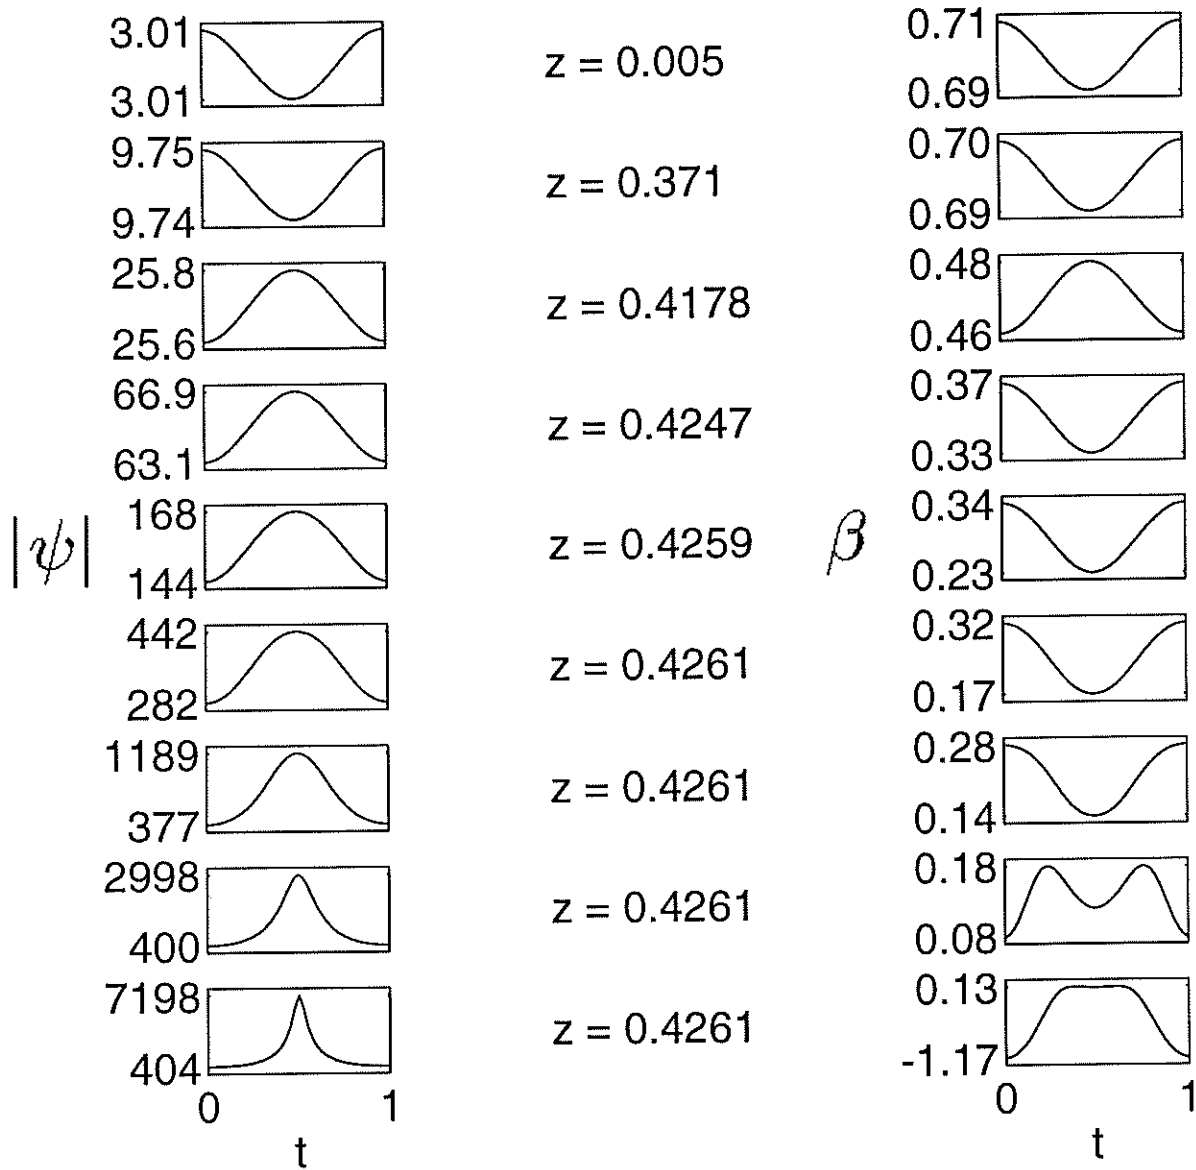 3.01 z = 0.005 0.71
3.01 0.69
9.75 z = 0.371 0.70
9.74 0.69
25.8 z = 0.4178 0.48
25.6 0.46
66.9 z = 0.4247 0.37
63.1 0.33
168 0.34
|ψ| z = 0.4259 β
144 0.23
442 z = 0.4261 0.32
282 0.17
1189 z = 0.4261 0.28
377 0.14
2998 z = 0.4261 0.18
400 0.08
7198 z = 0.4261 0.13
404 -1.17
0 1 0 1
t t